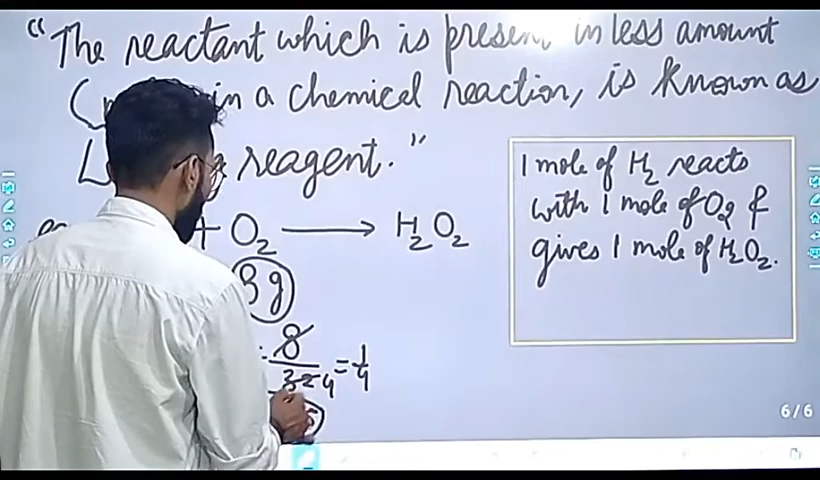 "The reactant which is present in less amount
in a chemical reaction, is known as
reagent."
+ O₂ → H₂O₂
8g
8/32 4 = 1/4
1 mole of H₂ reacts
with 1 mole of O₂ &
gives 1 mole of H₂O₂.
6/6